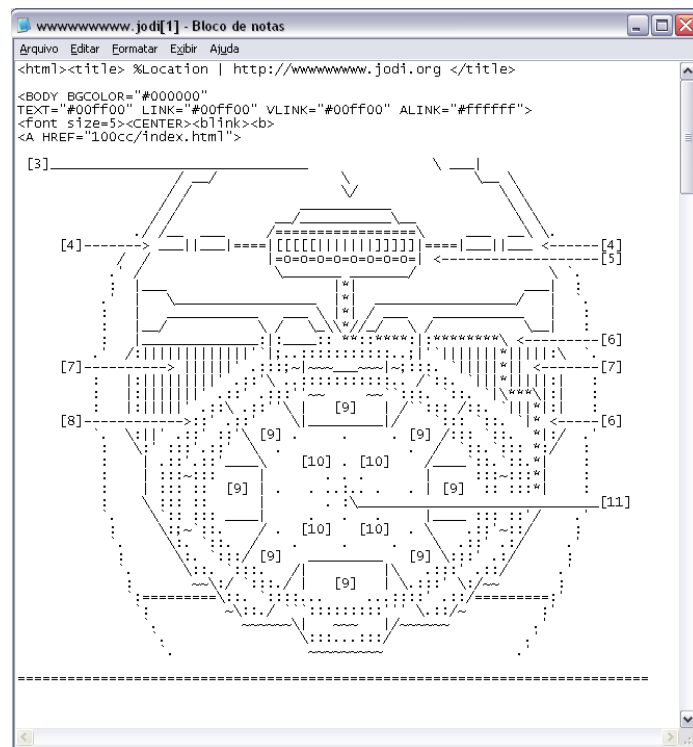 wwwwwwwww.jodi[1] - Bloco de notas
Arquivo Editar Formatar Exibir Ajuda
<html><title> %Location | http://wwwwwwwww.jodi.org </title>
<BODY BGCOLOR="#000000"
TEXT="#00ff00" LINK="#00ff00" VLINK="#00ff00" ALINK="#ffffff">
<font size=5><CENTER><blink><b>
<A HREF="100cc/index.html">
[3]
[4] [4]
[5]
[6]
[7] [7]
[9]
[8] [6]
[9] [9]
[10] [10]
[9] [9]
[11]
[10] [10]
[9] [9]
[9]